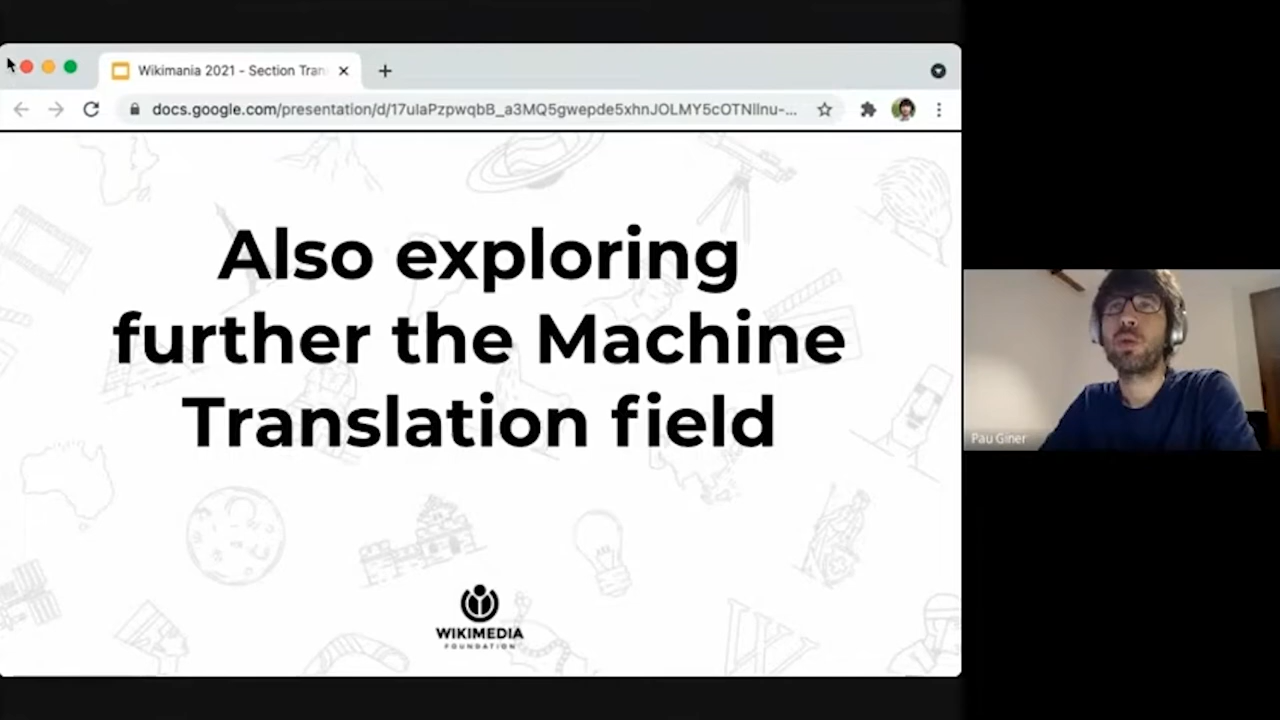 Wikimania 2021 - Section Tran
docs.google.com/presentation/d/17ulaPzpwqbB_a3MQ5gwepde5xhnJOLMY5cOTNIlnu-...
Also exploring
further the Machine
Translation field
WIKIMEDIA
FOUNDATION
Pau Giner